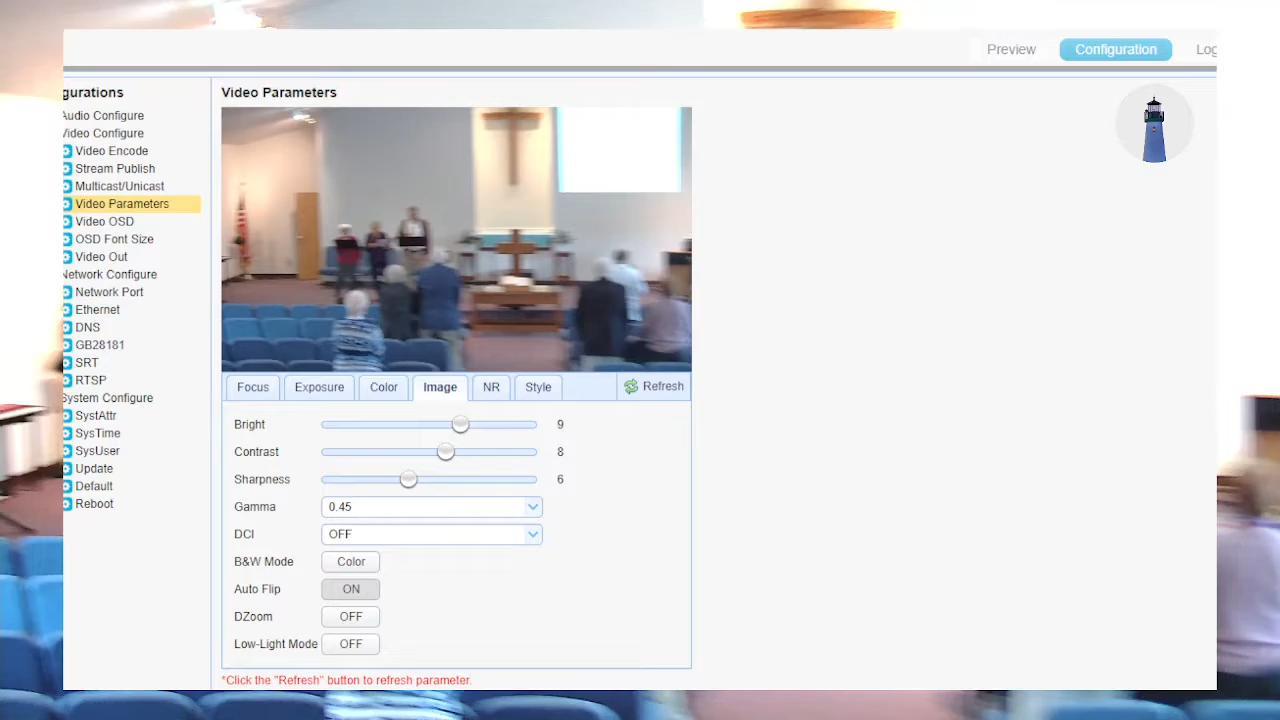 Preview
Configuration
Log
gurations
Audio Configure
Video Configure
Video Encode
Stream Publish
Multicast/Unicast
Video Parameters
Video OSD
OSD Font Size
Video Out
Network Configure
Network Port
Ethernet
DNS
GB28181
SRT
RTSP
System Configure
SystAttr
SysTime
SysUser
Update
Default
Reboot
Video Parameters
Focus Exposure Color Image NR Style Refresh
Bright 9
Contrast 8
Sharpness 6
Gamma 0.45
DCI OFF
B&W Mode Color
Auto Flip ON
DZoom OFF
Low-Light Mode OFF
*Click the "Refresh" button to refresh parameter.